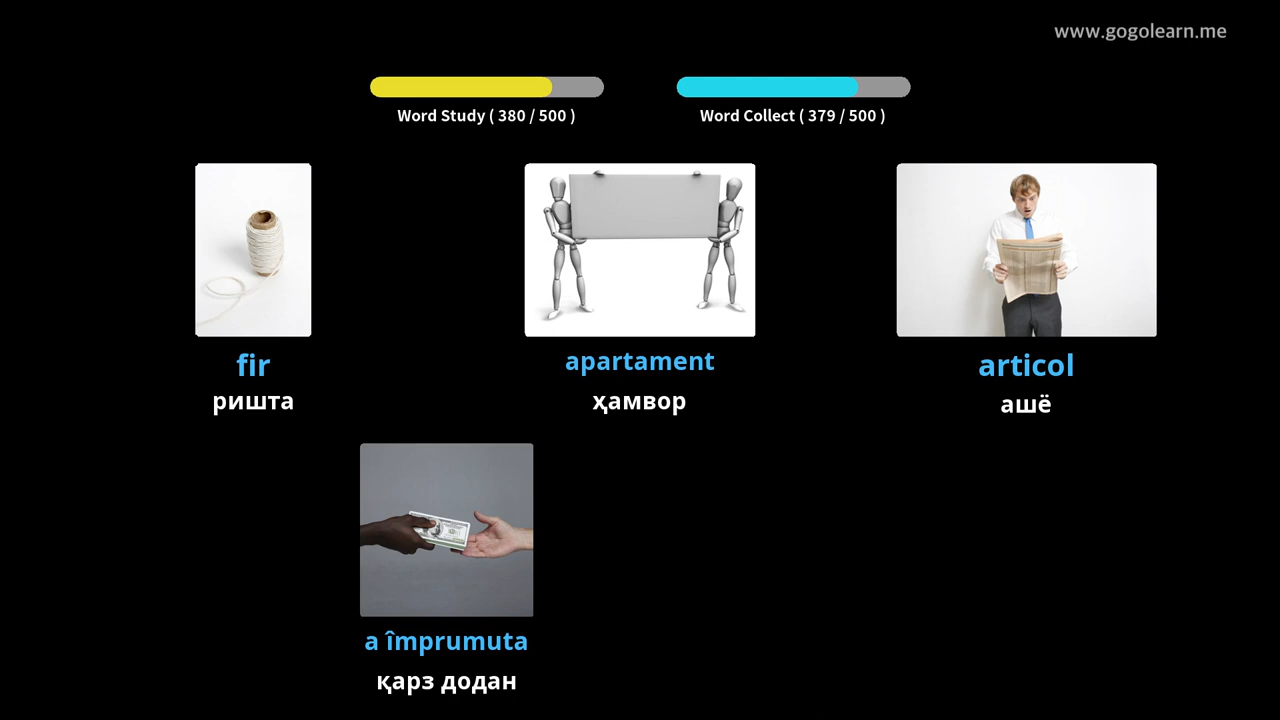 www.gogolearn.me
Word Study ( 380 / 500 )
Word Collect ( 379 / 500 )
fir
ришта
apartament
ҳамвор
articol
ашё
a împrumuta
қарз додан